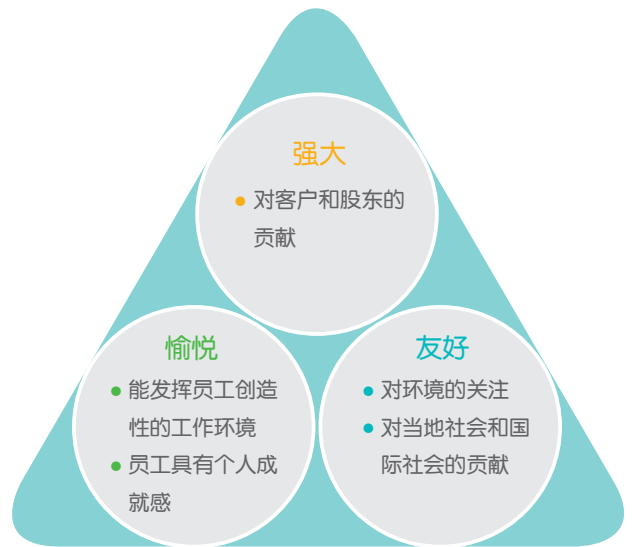 强大
● 对客户和股东的
贡献
愉悦
● 能发挥员工创造
性的工作环境
● 员工具有个人成
就感
友好
● 对环境的关注
● 对当地社会和国
际社会的贡献